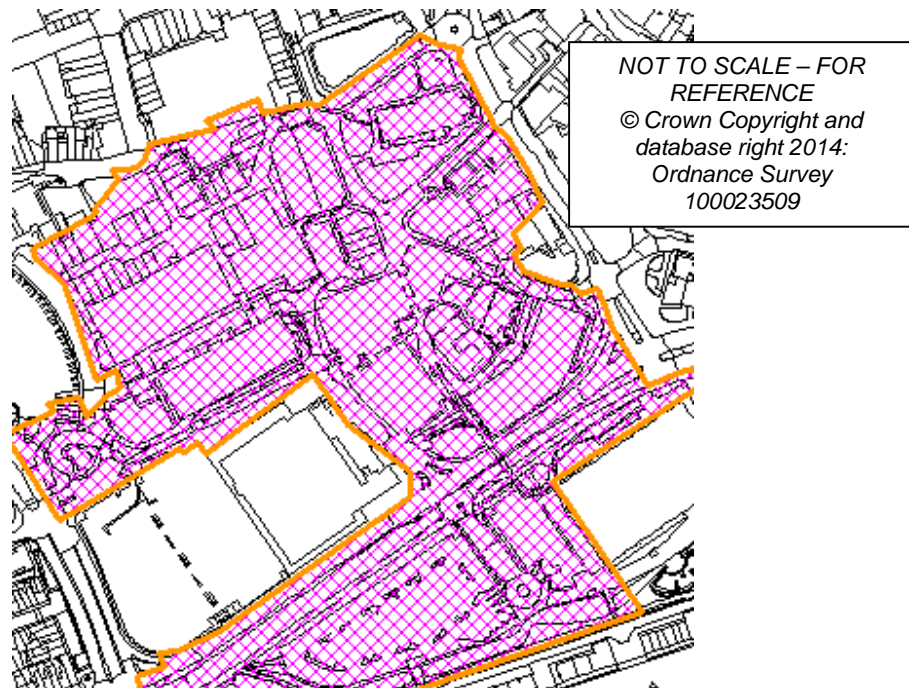 NOT TO SCALE – FOR
REFERENCE
© Crown Copyright and
database right 2014:
Ordnance Survey
100023509